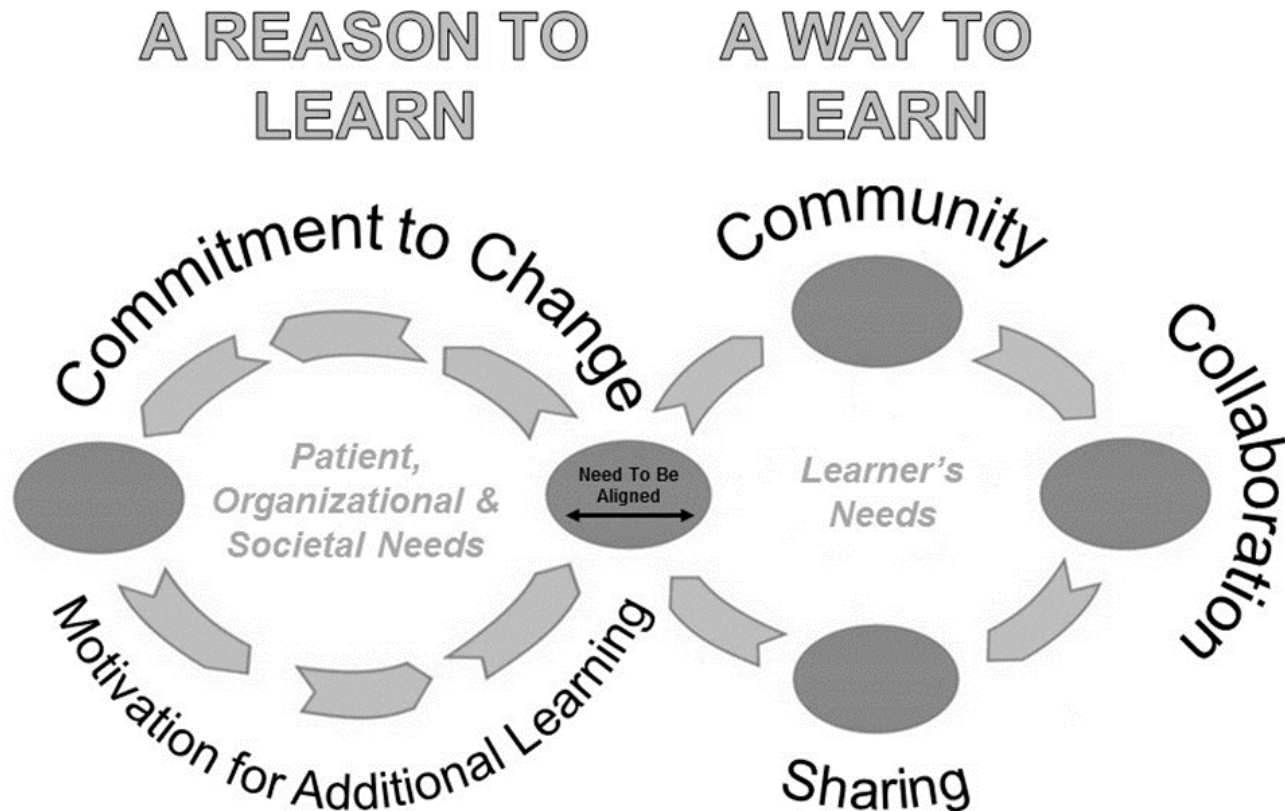 A REASON TO
LEARN
A WAY TO
LEARN
Commitment to Change
Community
Collaboration
Patient,
Organizational &
Societal Needs
Need To Be
Aligned
Learner's
Needs
Motivation for Additional Learning
Sharing